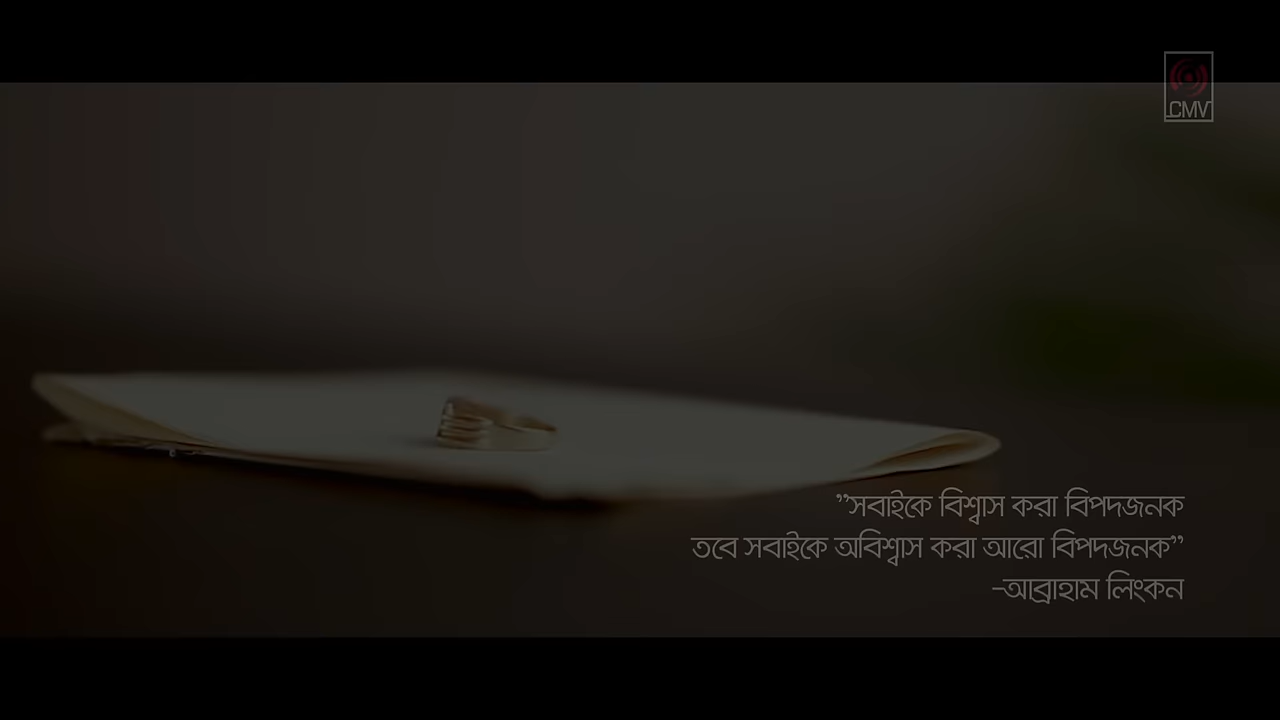 CMV
”সবাইকে বিশ্বাস করা বিপদজনক
তবে সবাইকে অবিশ্বাস করা আরো বিপদজনক”
-আব্রাহাম লিংকন